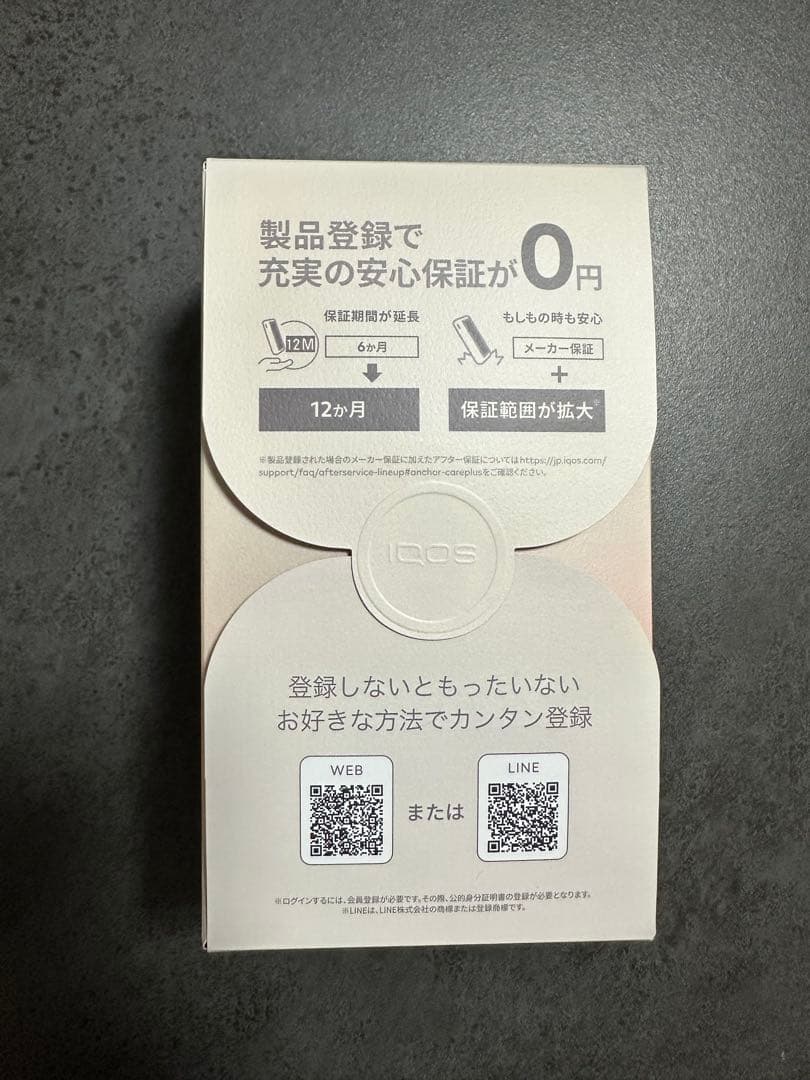 製品登録で
充実の安心保証が0円
保証期間が延長
12M
6か月
12か月
もしもの時も安心
メーカー保証
+
保証範囲が拡大※
※製品登録された場合のメーカー保証に加えたアフター保証についてはhttps://jp.iqos.com/
support/faq/afterservice-lineup#anchor-careplusをご確認ください。
IQOS
登録しないともったいない
お好きな方法でカンタン登録
WEB
または
LINE
※ログインするには、会員登録が必要です。その際、公的身分証明書の登録が必要となります。
※LINEは、LINE株式会社の商標または登録商標です。